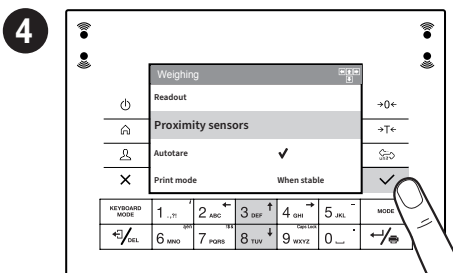 4
Weighing
Readout
Proximity sensors
Autotare ✓
Print mode When stable
→0←
→T←
KEYBOARD MODE
1 .,?! '
2 ABC ←
3 DEF ↑
4 GHI →
5 JKL -
MODE
DEL
6 MNO
7 PQRS
8 TUV ↓
9 WXYZ Caps Lock
0